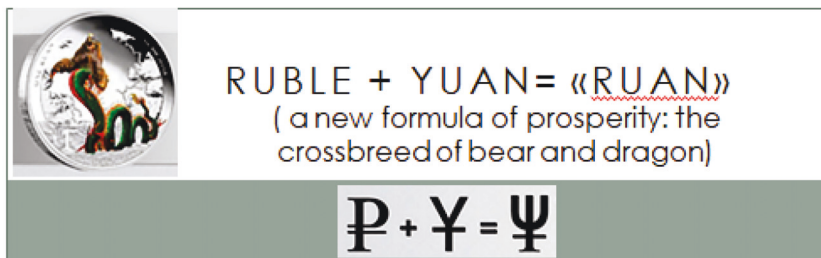 RUBLE + YUAN= «RUAN»
( a new formula of prosperity: the
crossbreed of bear and dragon)
₽ + ¥ = Ψ